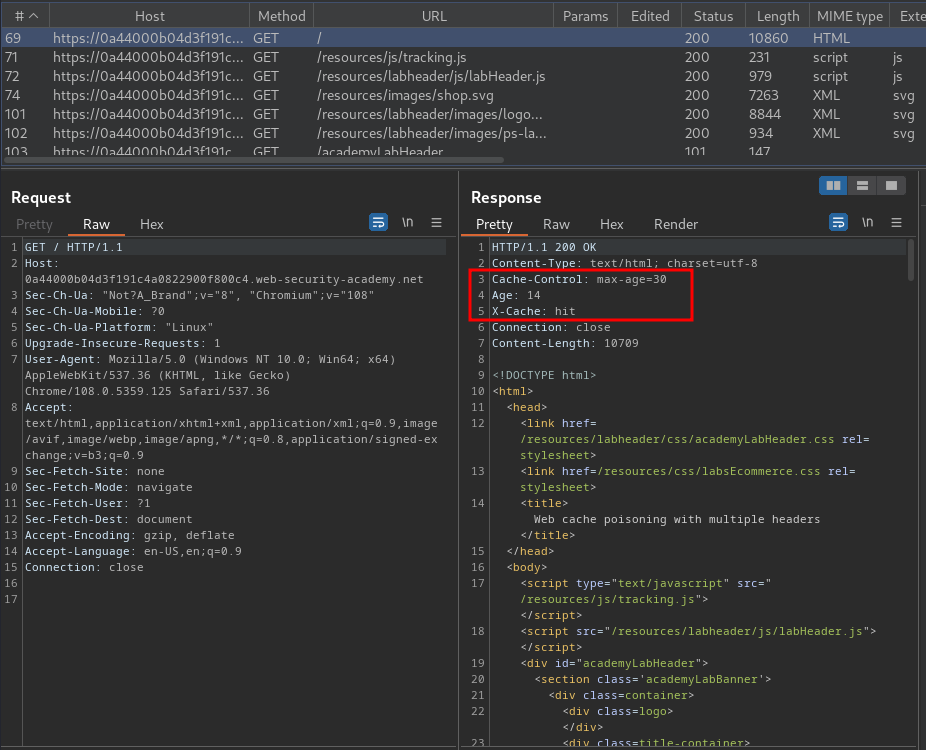 # Host Method URL Params Edited Status Length MIME type Exte
69 https://0a44000b04d3f191c... GET / 200 10860 HTML
71 https://0a44000b04d3f191c... GET /resources/js/tracking.js 200 231 script js
72 https://0a44000b04d3f191c... GET /resources/labheader/js/labHeader.js 200 979 script js
74 https://0a44000b04d3f191c... GET /resources/images/shop.svg 200 7263 XML svg
101 https://0a44000b04d3f191c... GET /resources/labheader/images/logo... 200 8844 XML svg
102 https://0a44000b04d3f191c... GET /resources/labheader/images/ps-la... 200 934 XML svg
103 https://0a44000b04d3f191c... GET /academyLabHeader 101 147
Request
Pretty Raw Hex \n
1 GET / HTTP/1.1
2 Host:
0a44000b04d3f191c4a0822900f800c4.web-security-academy.net
3 Sec-Ch-Ua: "Not?A_Brand";v="8", "Chromium";v="108"
4 Sec-Ch-Ua-Mobile: ?0
5 Sec-Ch-Ua-Platform: "Linux"
6 Upgrade-Insecure-Requests: 1
7 User-Agent: Mozilla/5.0 (Windows NT 10.0; Win64; x64)
AppleWebKit/537.36 (KHTML, like Gecko)
Chrome/108.0.5359.125 Safari/537.36
8 Accept:
text/html,application/xhtml+xml,application/xml;q=0.9,image
/avif,image/webp,image/apng,*/*;q=0.8,application/signed-ex
change;v=b3;q=0.9
9 Sec-Fetch-Site: none
10 Sec-Fetch-Mode: navigate
11 Sec-Fetch-User: ?1
12 Sec-Fetch-Dest: document
13 Accept-Encoding: gzip, deflate
14 Accept-Language: en-US,en;q=0.9
15 Connection: close
16
17
Response
Pretty Raw Hex Render \n
1 HTTP/1.1 200 OK
2 Content-Type: text/html; charset=utf-8
3 Cache-Control: max-age=30
4 Age: 14
5 X-Cache: hit
6 Connection: close
7 Content-Length: 10709
8
9 <!DOCTYPE html>
10 <html>
11 <head>
12 <link href=
/resources/labheader/css/academyLabHeader.css rel=
stylesheet>
13 <link href=/resources/css/labsEcommerce.css rel=
stylesheet>
14 <title>
Web cache poisoning with multiple headers
</title>
15 </head>
16 <body>
17 <script type="text/javascript" src="
/resources/js/tracking.js">
</script>
18 <script src="/resources/labheader/js/labHeader.js">
</script>
19 <div id="academyLabHeader">
20 <section class='academyLabBanner'>
21 <div class=container>
22 <div class=logo>
</div>
23 <div class=title-container>